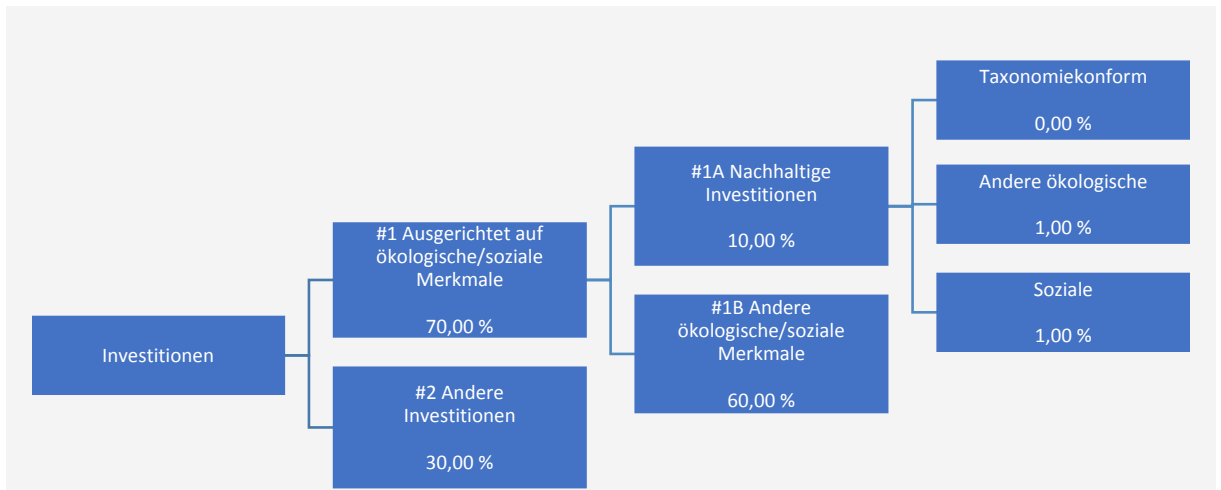 Investitionen
#1 Ausgerichtet auf
ökologische/soziale
Merkmale
70,00 %
#2 Andere
Investitionen
30,00 %
#1A Nachhaltige
Investitionen
10,00 %
#1B Andere
ökologische/soziale
Merkmale
60,00 %
Taxonomiekonform
0,00 %
Andere ökologische
1,00 %
Soziale
1,00 %